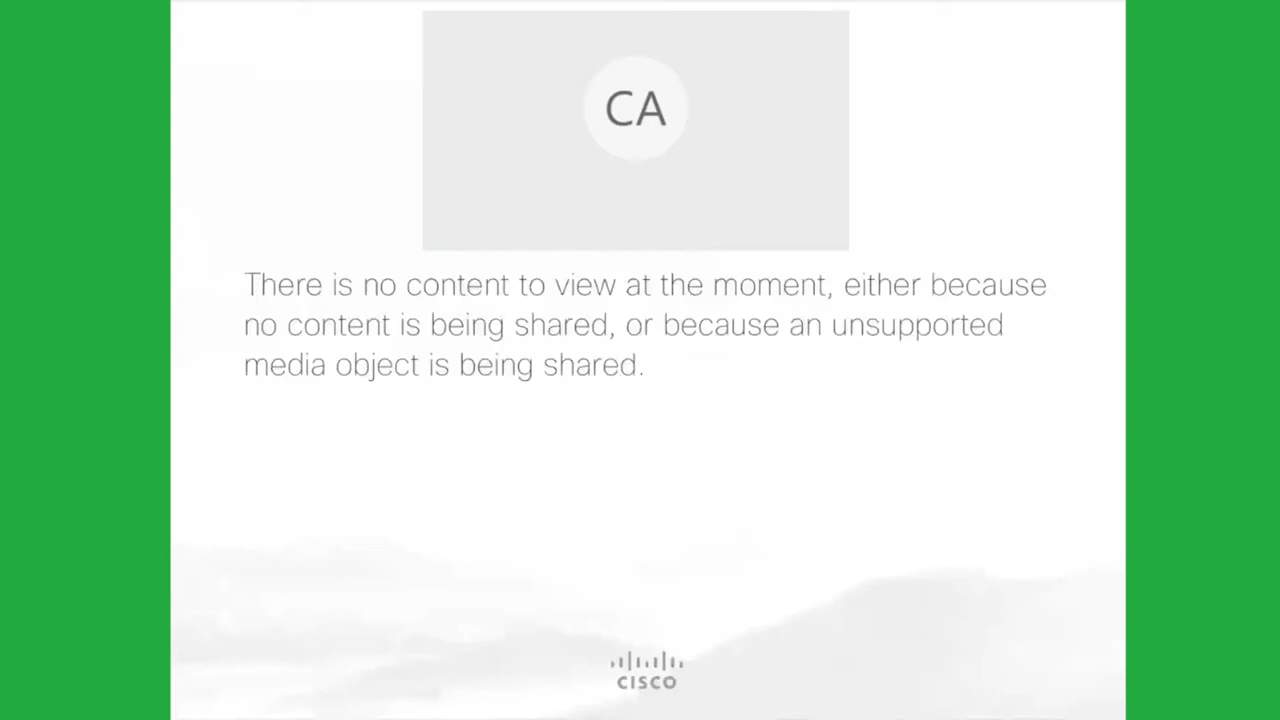 CA
There is no content to view at the moment, either because
no content is being shared, or because an unsupported
media object is being shared.
CISCO